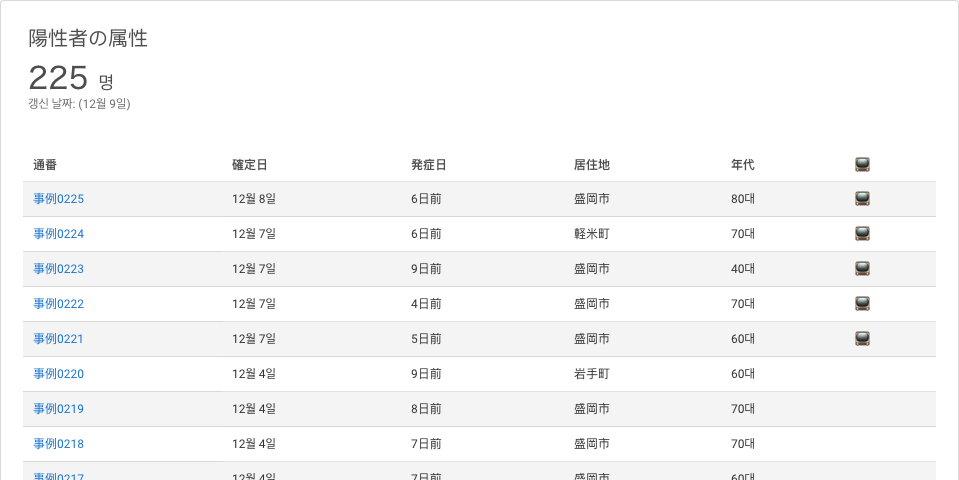 陽性者の属性
225 명
갱신 날짜: (12월 9일)
通番 確定日 発症日 居住地 年代 📺
事例0225 12월 8일 6日前 盛岡市 80대 📺
事例0224 12월 7일 6日前 軽米町 70대 📺
事例0223 12월 7일 9日前 盛岡市 40대 📺
事例0222 12월 7일 4日前 盛岡市 70대 📺
事例0221 12월 7일 5日前 盛岡市 60대 📺
事例0220 12월 4일 9日前 岩手町 60대
事例0219 12월 4일 8日前 盛岡市 70대
事例0218 12월 4일 7日前 盛岡市 70대
事例0217 12월 4일 7日前 盛岡市 60대